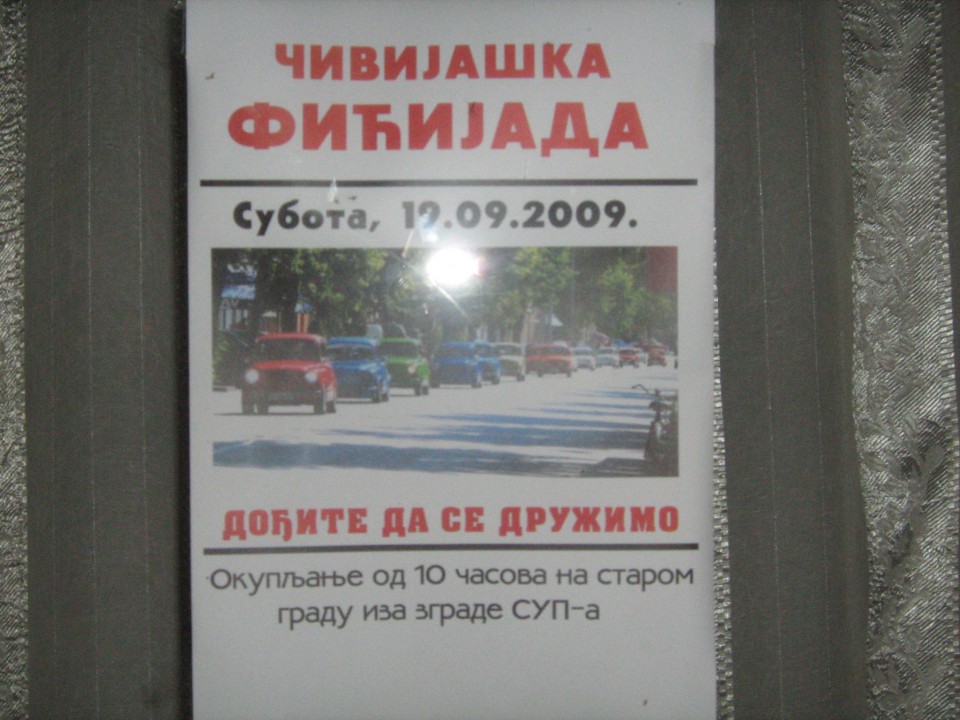 ЧИВИЈАШКА
ФИЋИЈАДА
Субота, 19.09.2009.
ДОЂИТЕ ДА СЕ ДРУЖИМО
Окупљање од 10 часова на старом
граду иза зграде СУП-а